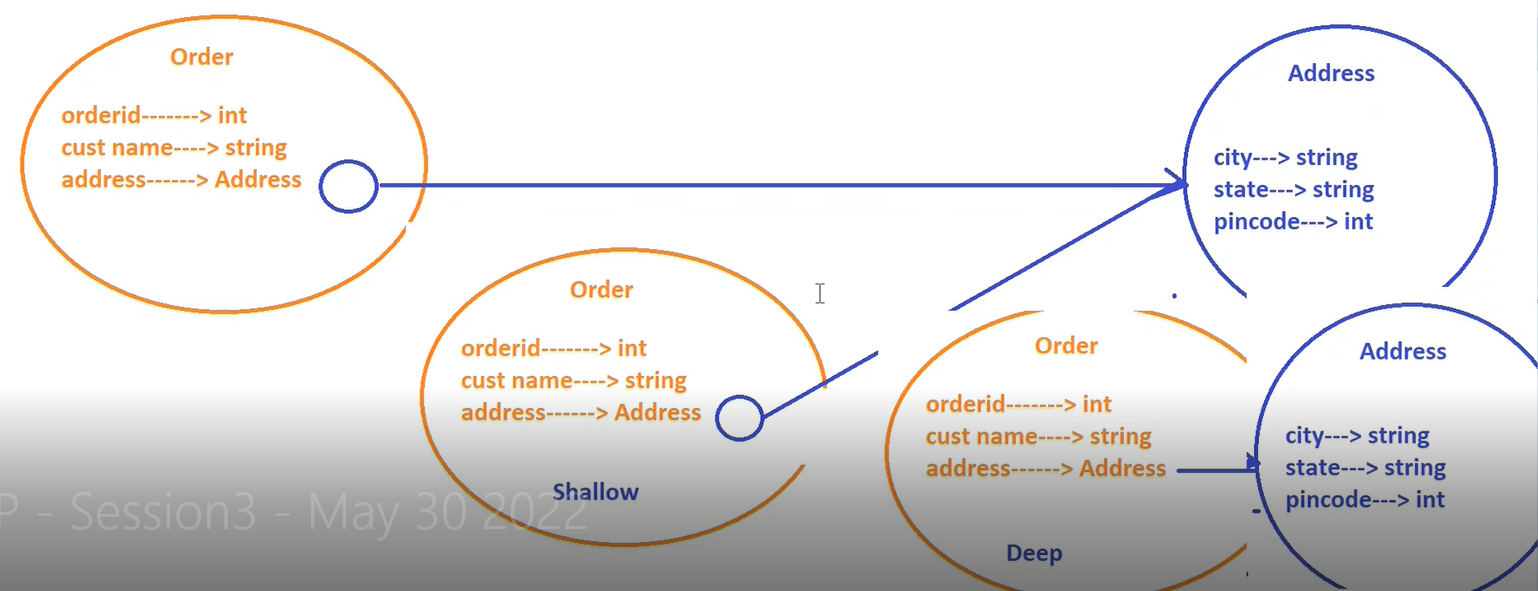 Order
orderid-------> int
cust name----> string
address------> Address
Address
city---> string
state---> string
pincode---> int
Order
orderid-------> int
cust name----> string
address------> Address
Shallow
Order
orderid-------> int
cust name----> string
address------> Address
Deep
Address
city---> string
state---> string
pincode---> int
P - Session3 - May 30 2022